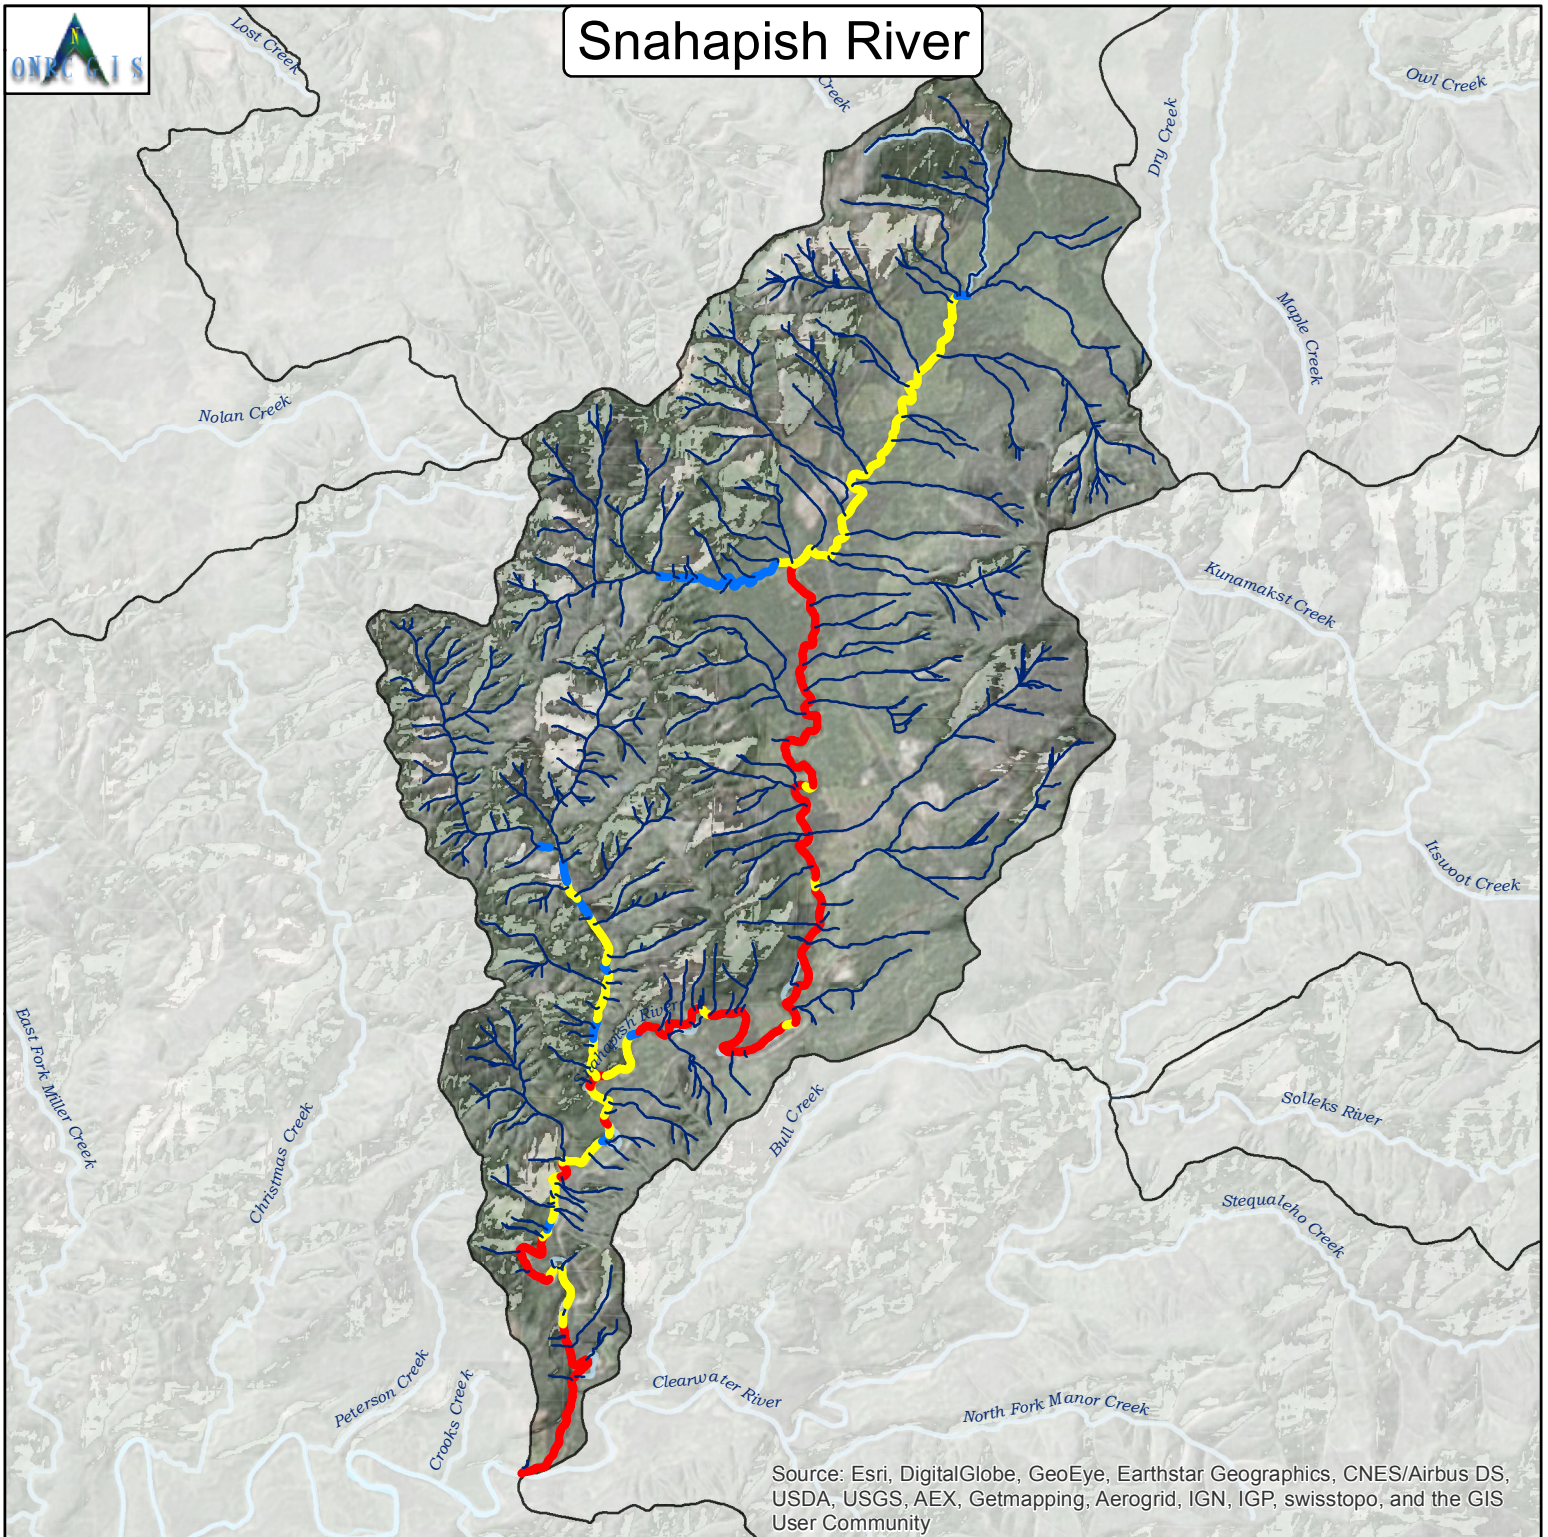 Snahapish River
N
ONRC GIS
Lost Creek
Creek
Owl Creek
Dry Creek
Maple Creek
Nolan Creek
Kunamakst Creek
Itswoot Creek
Snahapish River
East Fork Miller Creek
Christmas Creek
Bull Creek
Solleks River
Stequaleho Creek
Peterson Creek
Crooks Creek
Clearwater River
North Fork Manor Creek
Source: Esri, DigitalGlobe, GeoEye, Earthstar Geographics, CNES/Airbus DS,
USDA, USGS, AEX, Getmapping, Aerogrid, IGN, IGP, swisstopo, and the GIS
User Community